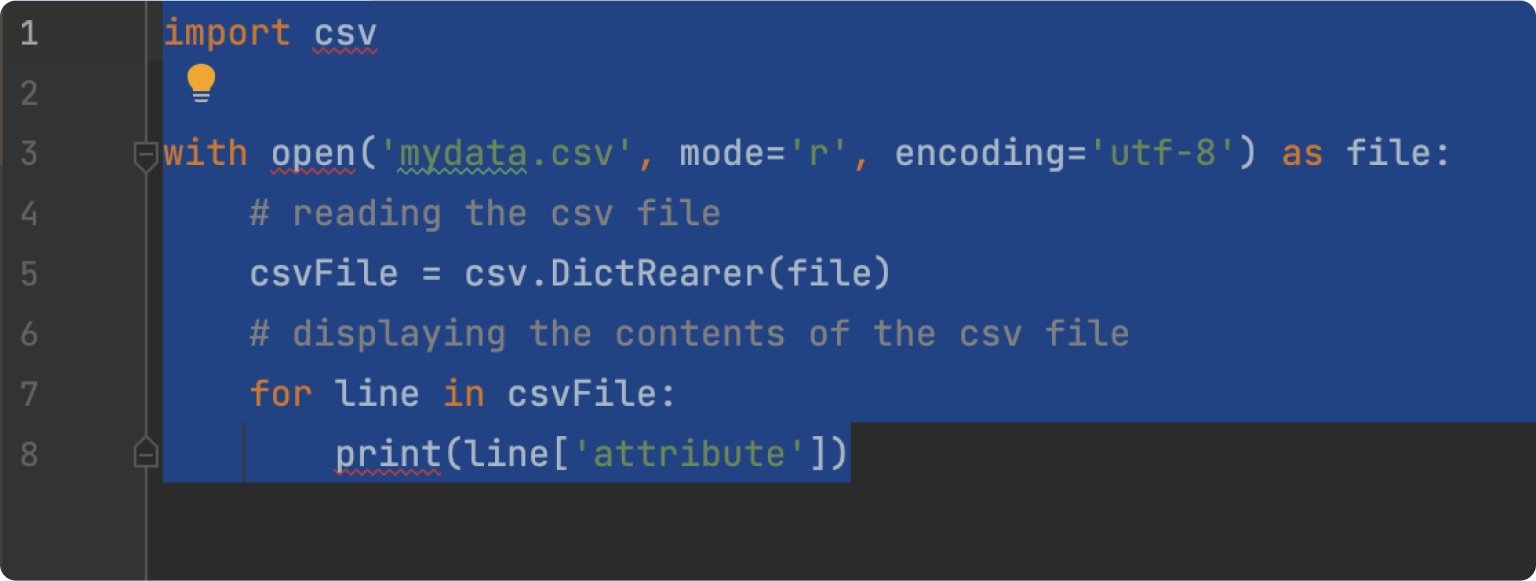 1 import csv
2
3 with open('mydata.csv', mode='r', encoding='utf-8') as file:
4 # reading the csv file
5 csvFile = csv.DictRearer(file)
6 # displaying the contents of the csv file
7 for line in csvFile:
8 print(line['attribute'])